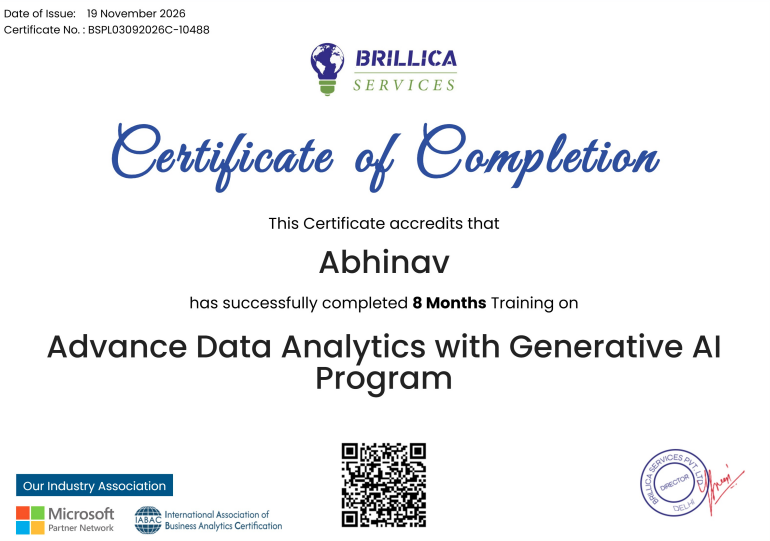 Date of Issue: 19 November 2026
Certificate No. : BSPL03092026C-10488
BRILLICA
SERVICES
Certificate of Completion
This Certificate accredits that
Abhinav
has successfully completed 8 Months Training on
Advance Data Analytics with Generative AI
Program
Our Industry Association
Microsoft
Partner Network
IABAC
International Association of
Business Analytics Certification
BRILLICA SERVICES PVT. LTD.
DIRECTOR
DELHI